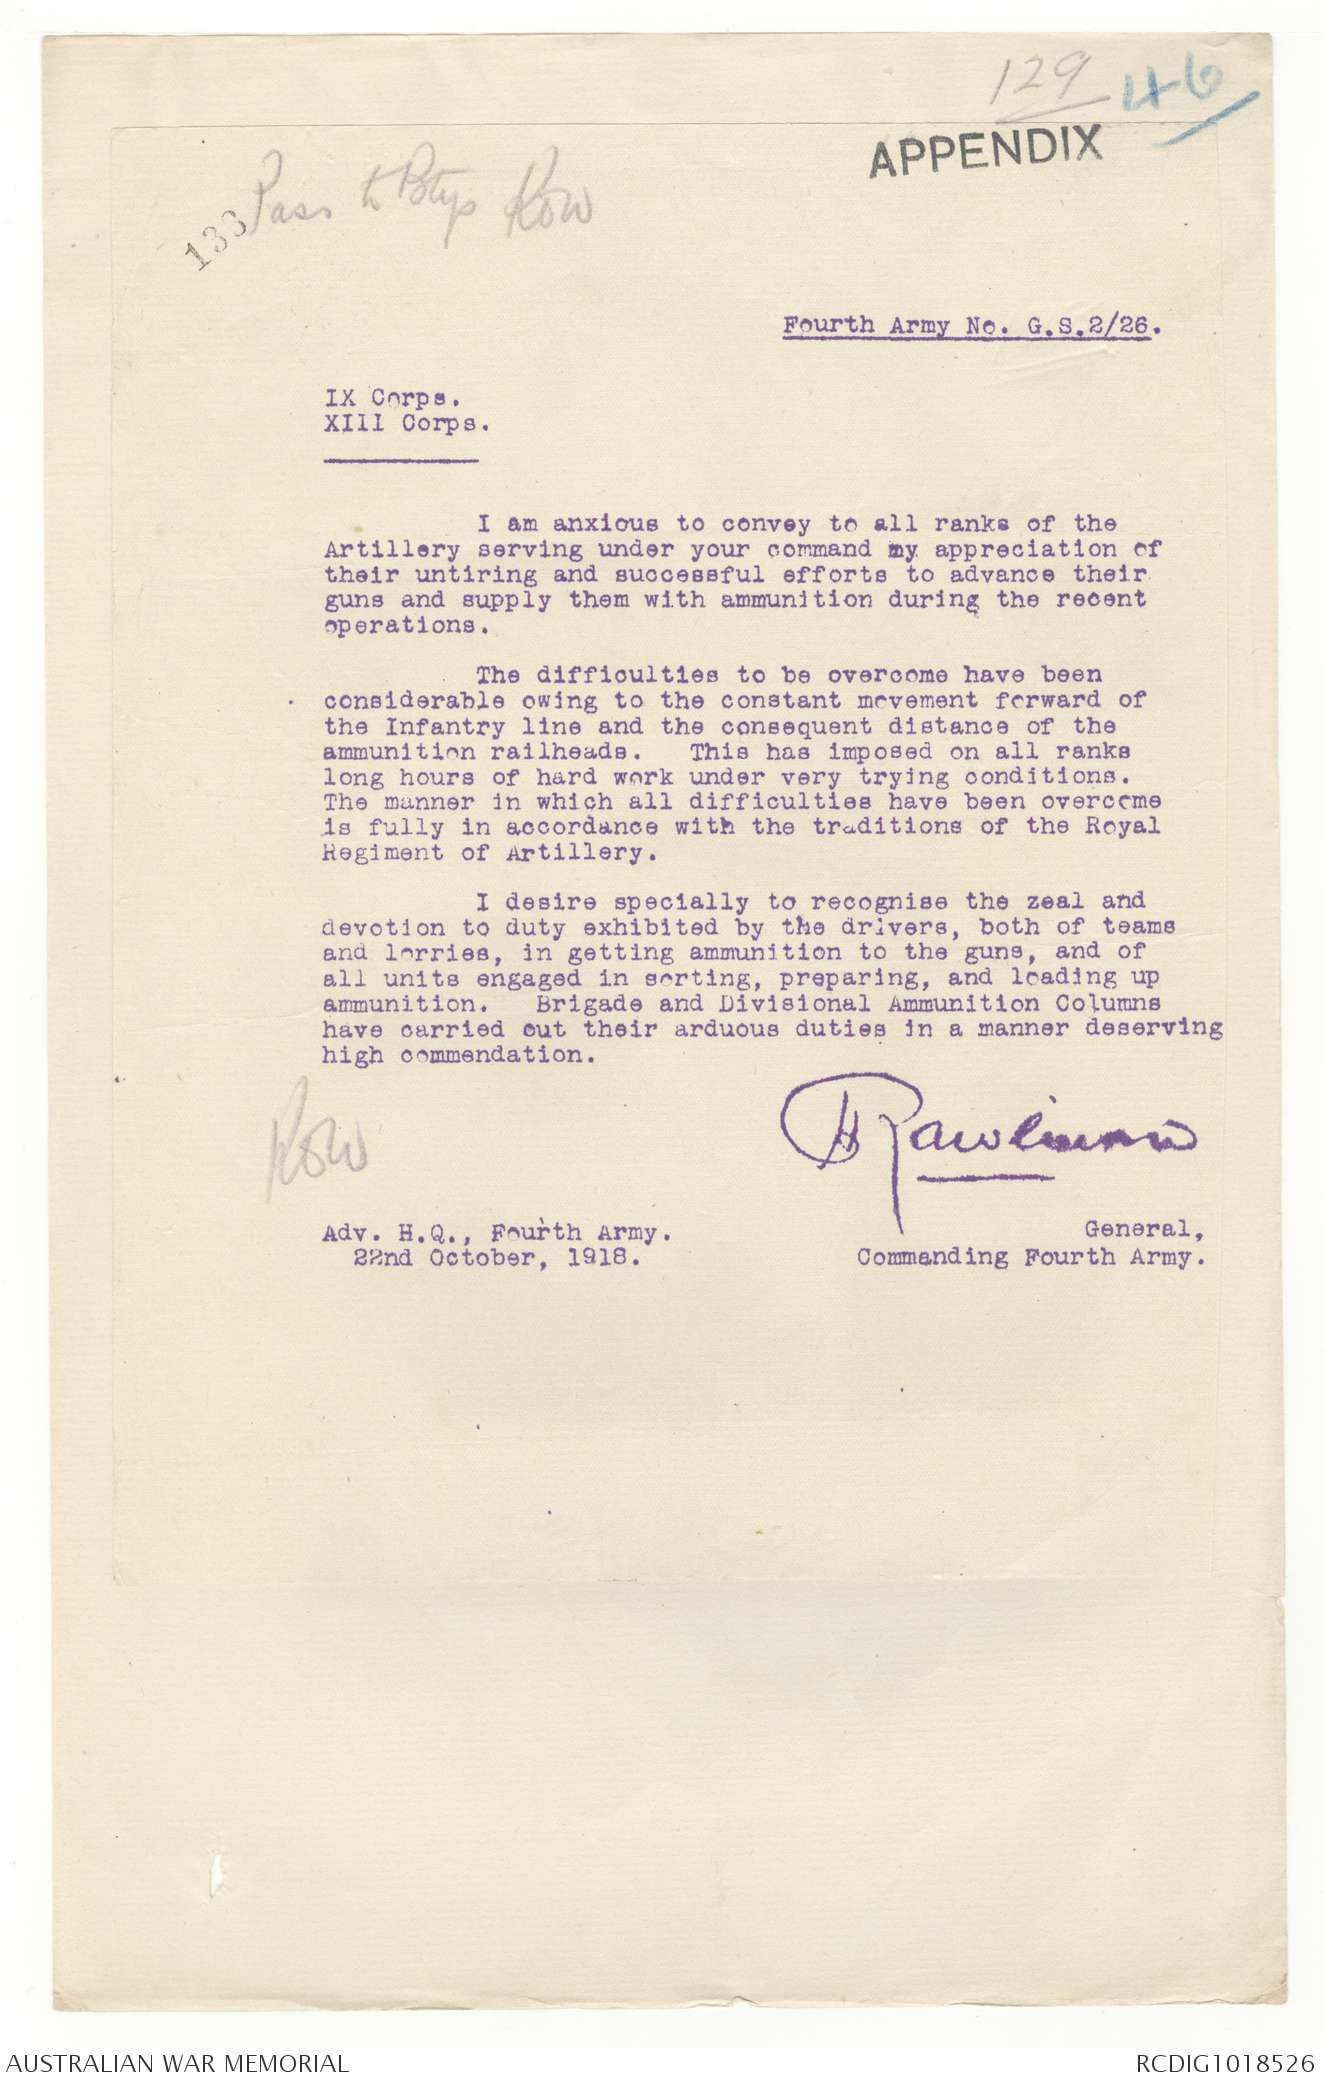 129 46
APPENDIX
133 Pass to Btys
Fourth Army No. G.S.2/26.
IX Corps.
XIII Corps.
I am anxious to convey to all ranks of the
Artillery serving under your command my appreciation of
their untiring and successful efforts to advance their
guns and supply them with ammunition during the recent
operations.
The difficulties to be overcome have been
considerable owing to the constant movement forward of
the Infantry line and the consequent distance of the
ammunition railheads. This has imposed on all ranks
long hours of hard work under very trying conditions.
The manner in which all difficulties have been overcome
is fully in accordance with the traditions of the Royal
Regiment of Artillery.
I desire specially to recognise the zeal and
devotion to duty exhibited by the drivers, both of teams
and lorries, in getting ammunition to the guns, and of
all units engaged in sorting, preparing, and loading up
ammunition. Brigade and Divisional Ammunition Columns
have carried out their arduous duties in a manner deserving
high commendation.
H Rawlinson
Adv. H.Q., Fourth Army.
22nd October, 1918.
General,
Commanding Fourth Army.
AUSTRALIAN WAR MEMORIAL
RCDIG1018526